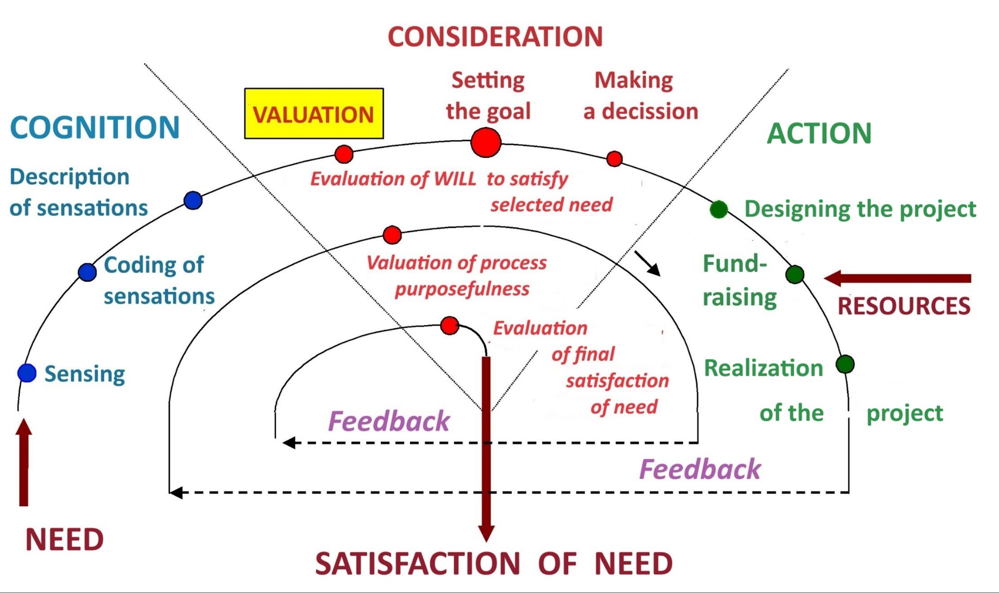 CONSIDERATION
Setting
the goal
Making
a decission
VALUATION
COGNITION
ACTION
Description
of sensations
Evaluation of WILL to satisfy
selected need
Designing the project
Coding of
sensations
Valuation of process
purposefulness
Fund-
raising
RESOURCES
Evaluation
of final
satisfaction
of need
Sensing
Realization
of the project
Feedback
Feedback
NEED
SATISFACTION OF NEED